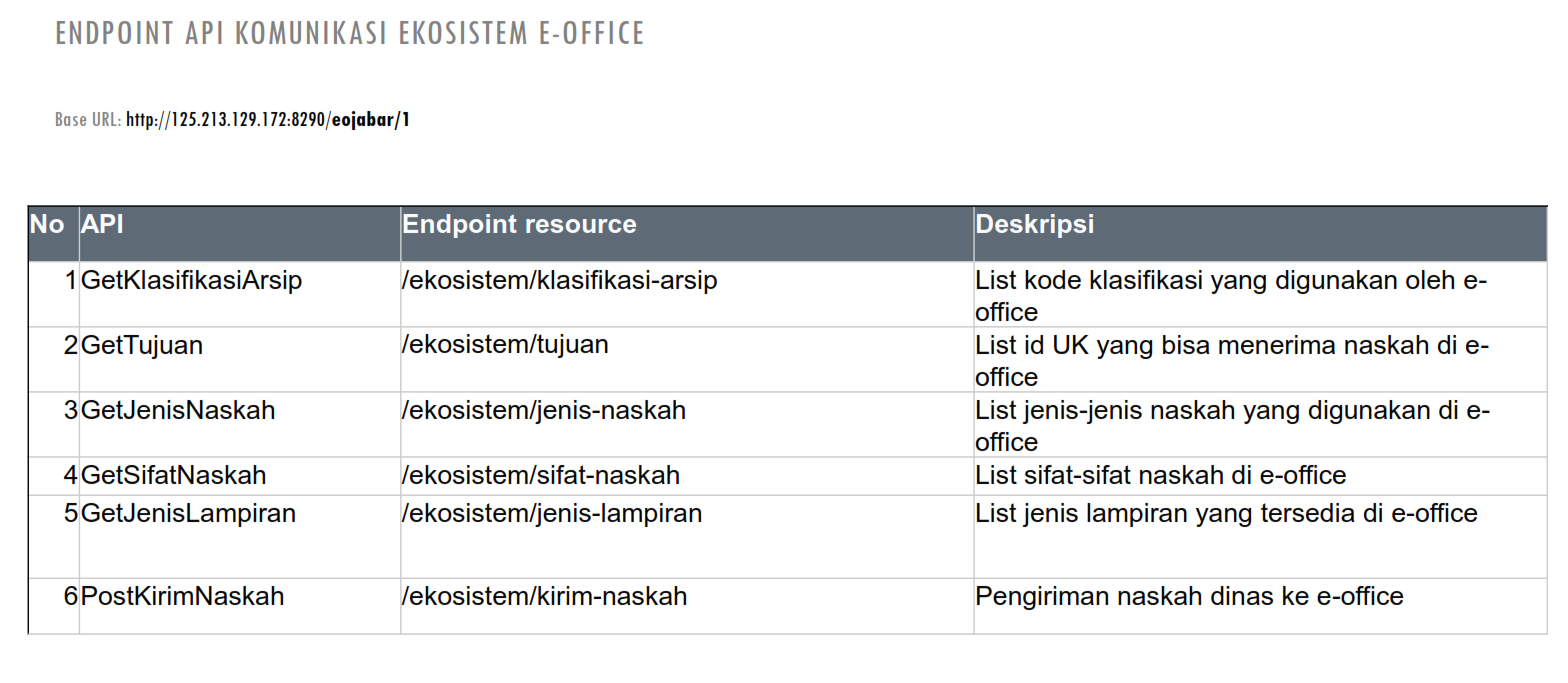 ENDPOINT API KOMUNIKASI EKOSISTEM E-OFFICE
Base URL: http://125.213.129.172:8290/eojabar/1
No API Endpoint resource Deskripsi
1 GetKlasifikasiArsip /ekosistem/klasifikasi-arsip List kode klasifikasi yang digunakan oleh e-
office
2 GetTujuan /ekosistem/tujuan List id UK yang bisa menerima naskah di e-
office
3 GetJenisNaskah /ekosistem/jenis-naskah List jenis-jenis naskah yang digunakan di e-
office
4 GetSifatNaskah /ekosistem/sifat-naskah List sifat-sifat naskah di e-office
5 GetJenisLampiran /ekosistem/jenis-lampiran List jenis lampiran yang tersedia di e-office
6 PostKirimNaskah /ekosistem/kirim-naskah Pengiriman naskah dinas ke e-office